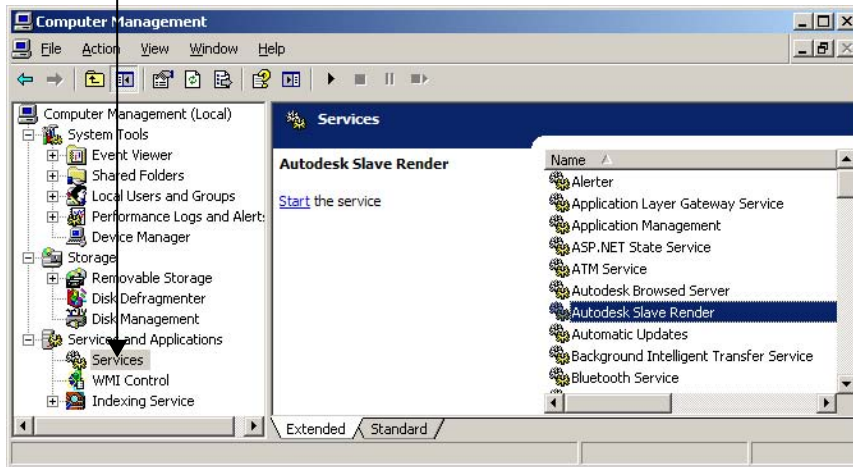 Computer Management
File Action View Window Help
Computer Management (Local)
System Tools
Event Viewer
Shared Folders
Local Users and Groups
Performance Logs and Alert
Device Manager
Storage
Removable Storage
Disk Defragmenter
Disk Management
Services and Applications
Services
WMI Control
Indexing Service
Services
Autodesk Slave Render
Start the service
Name
Alerter
Application Layer Gateway Service
Application Management
ASP.NET State Service
ATM Service
Autodesk Browsed Server
Autodesk Slave Render
Automatic Updates
Background Intelligent Transfer Service
Bluetooth Service
Extended Standard